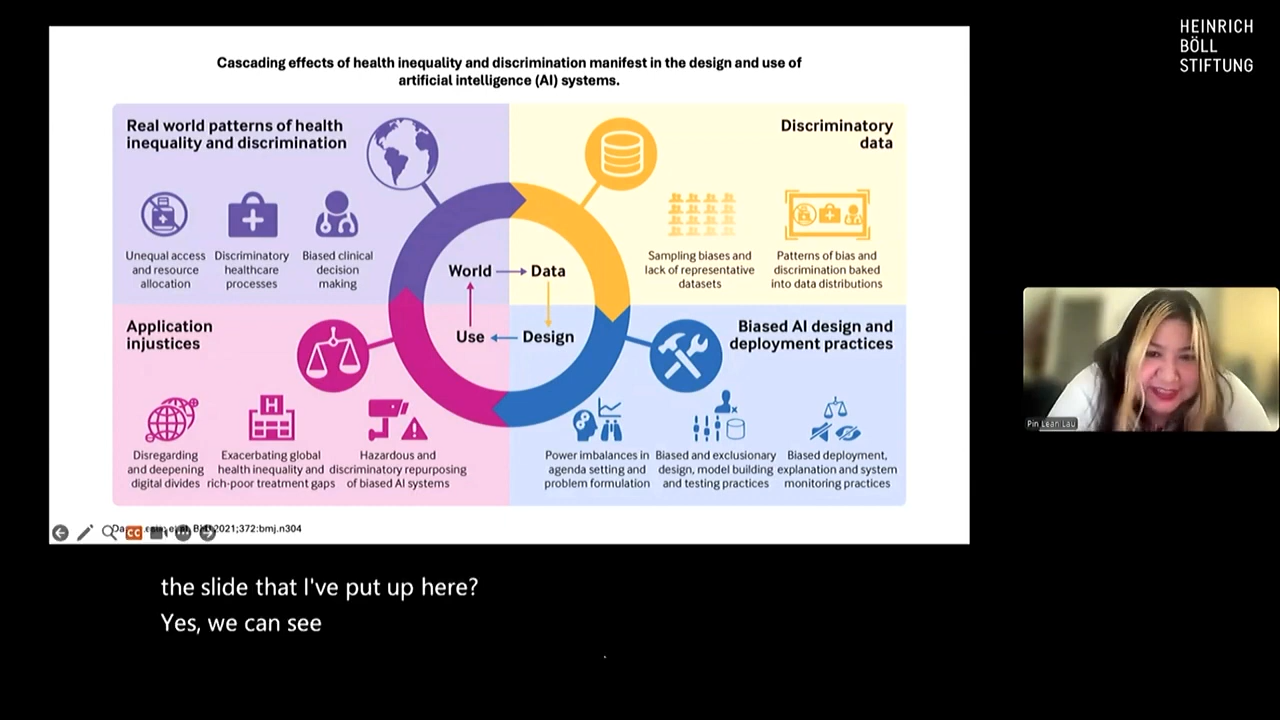 HEINRICH
BÖLL
STIFTUNG
Cascading effects of health inequality and discrimination manifest in the design and use of
artificial intelligence (AI) systems.
Real world patterns of health
inequality and discrimination
Unequal access
and resource
allocation
Discriminatory
healthcare
processes
Biased clinical
decision
making
Discriminatory
data
Sampling biases and
lack of representative
datasets
Patterns of bias and
discrimination baked
into data distributions
World
Data
Use
Design
Application
injustices
H
Disregarding
and deepening
digital divides
Exacerbating global
health inequality and
rich-poor treatment gaps
Hazardous and
discriminatory repurposing
of biased AI systems
Biased AI design and
deployment practices
Power imbalances in
agenda setting and
problem formulation
Biased and exclusionary
design, model building
and testing practices
Biased deployment,
explanation and system
monitoring practices
CC
2021;372:bmj.n304
Pin Lean Lau
the slide that I've put up here?
Yes, we can see